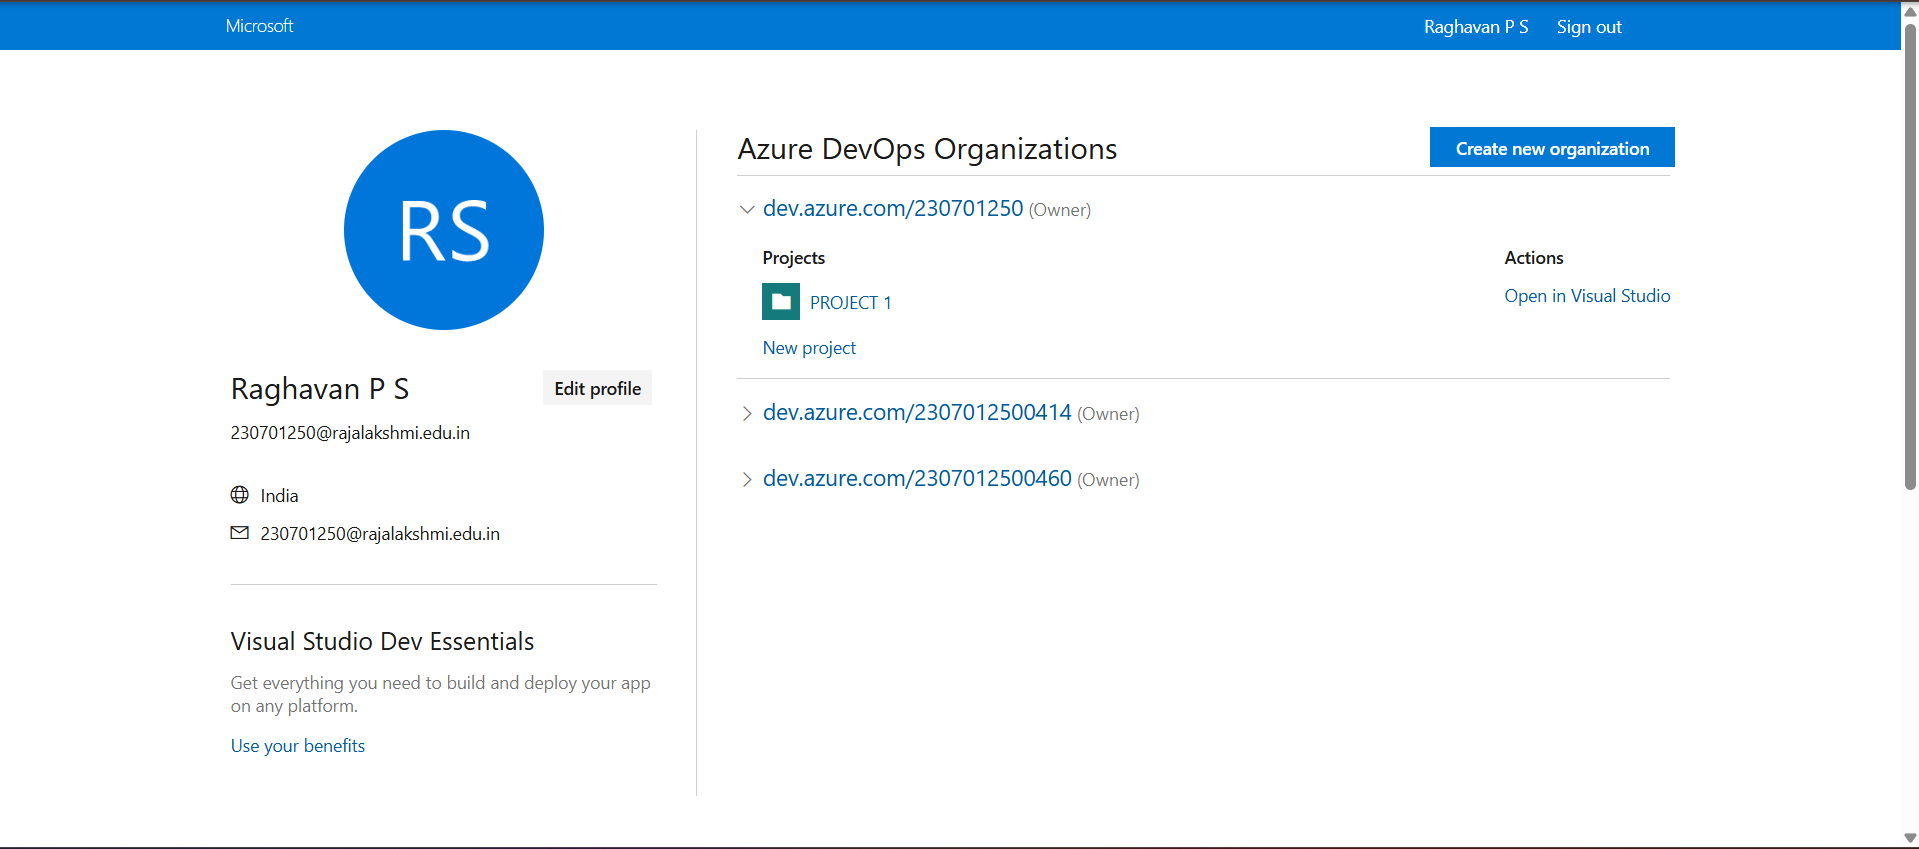 Microsoft
Raghavan P S
Sign out
RS
Raghavan P S
Edit profile
230701250@rajalakshmi.edu.in
India
230701250@rajalakshmi.edu.in
Visual Studio Dev Essentials
Get everything you need to build and deploy your app
on any platform.
Use your benefits
Azure DevOps Organizations
Create new organization
dev.azure.com/230701250 (Owner)
Projects
Actions
PROJECT 1
Open in Visual Studio
New project
dev.azure.com/2307012500414 (Owner)
dev.azure.com/2307012500460 (Owner)